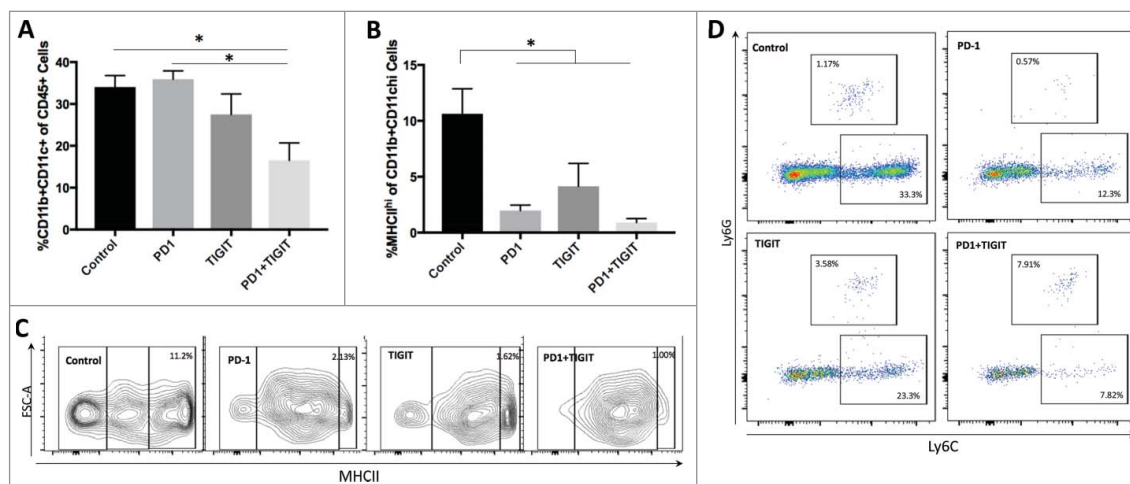 A
%CD11b+CD11c+ of CD45+ Cells
40
30
20
10
0
*
*
Control
PD1
TIGIT
PD1+TIGIT
B
%MHCIIhi of CD11b+CD11chi Cells
15
10
5
0
*
Control
PD1
TIGIT
PD1+TIGIT
C
FSC-A
Control
11.2%
PD-1
2.13%
TIGIT
1.62%
PD1+TIGIT
1.00%
MHCII
D
Ly6G
Control
1.17%
33.3%
PD-1
0.57%
12.3%
TIGIT
3.58%
23.3%
PD1+TIGIT
7.91%
7.82%
Ly6C